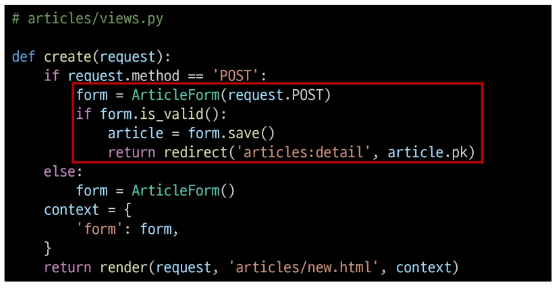 # articles/views.py
def create(request):
    if request.method == 'POST':
        form = ArticleForm(request.POST)
        if form.is_valid():
            article = form.save()
            return redirect('articles:detail', article.pk)
    else:
        form = ArticleForm()
    context = {
        'form': form,
    }
    return render(request, 'articles/new.html', context)